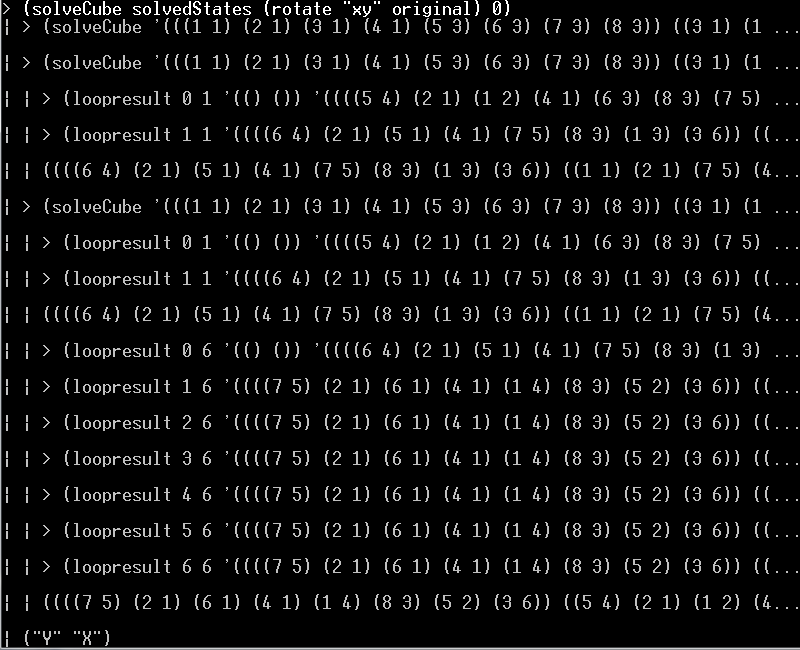 > (solveCube solvedStates (rotate "xy" original) 0)
| > (solveCube '(((1 1) (2 1) (3 1) (4 1) (5 3) (6 3) (7 3) (8 3)) ((3 1) (1 ...
| > (solveCube '(((1 1) (2 1) (3 1) (4 1) (5 3) (6 3) (7 3) (8 3)) ((3 1) (1 ...
| | > (loopresult 0 1 '(() ()) '((((5 4) (2 1) (1 2) (4 1) (6 3) (8 3) (7 5) ...
| | > (loopresult 1 1 '((((6 4) (2 1) (5 1) (4 1) (7 5) (8 3) (1 3) (3 6)) ((...
| | ((((6 4) (2 1) (5 1) (4 1) (7 5) (8 3) (1 3) (3 6)) ((1 1) (2 1) (7 5) (4...
| > (solveCube '(((1 1) (2 1) (3 1) (4 1) (5 3) (6 3) (7 3) (8 3)) ((3 1) (1 ...
| | > (loopresult 0 1 '(() ()) '((((5 4) (2 1) (1 2) (4 1) (6 3) (8 3) (7 5) ...
| | > (loopresult 1 1 '((((6 4) (2 1) (5 1) (4 1) (7 5) (8 3) (1 3) (3 6)) ((...
| | ((((6 4) (2 1) (5 1) (4 1) (7 5) (8 3) (1 3) (3 6)) ((1 1) (2 1) (7 5) (4...
| | > (loopresult 0 6 '(() ()) '((((6 4) (2 1) (5 1) (4 1) (7 5) (8 3) (1 3) ...
| | > (loopresult 1 6 '((((7 5) (2 1) (6 1) (4 1) (1 4) (8 3) (5 2) (3 6)) ((...
| | > (loopresult 2 6 '((((7 5) (2 1) (6 1) (4 1) (1 4) (8 3) (5 2) (3 6)) ((...
| | > (loopresult 3 6 '((((7 5) (2 1) (6 1) (4 1) (1 4) (8 3) (5 2) (3 6)) ((...
| | > (loopresult 4 6 '((((7 5) (2 1) (6 1) (4 1) (1 4) (8 3) (5 2) (3 6)) ((...
| | > (loopresult 5 6 '((((7 5) (2 1) (6 1) (4 1) (1 4) (8 3) (5 2) (3 6)) ((...
| | > (loopresult 6 6 '((((7 5) (2 1) (6 1) (4 1) (1 4) (8 3) (5 2) (3 6)) ((...
| | ((((7 5) (2 1) (6 1) (4 1) (1 4) (8 3) (5 2) (3 6)) ((5 4) (2 1) (1 2) (4...
| ("Y" "X")